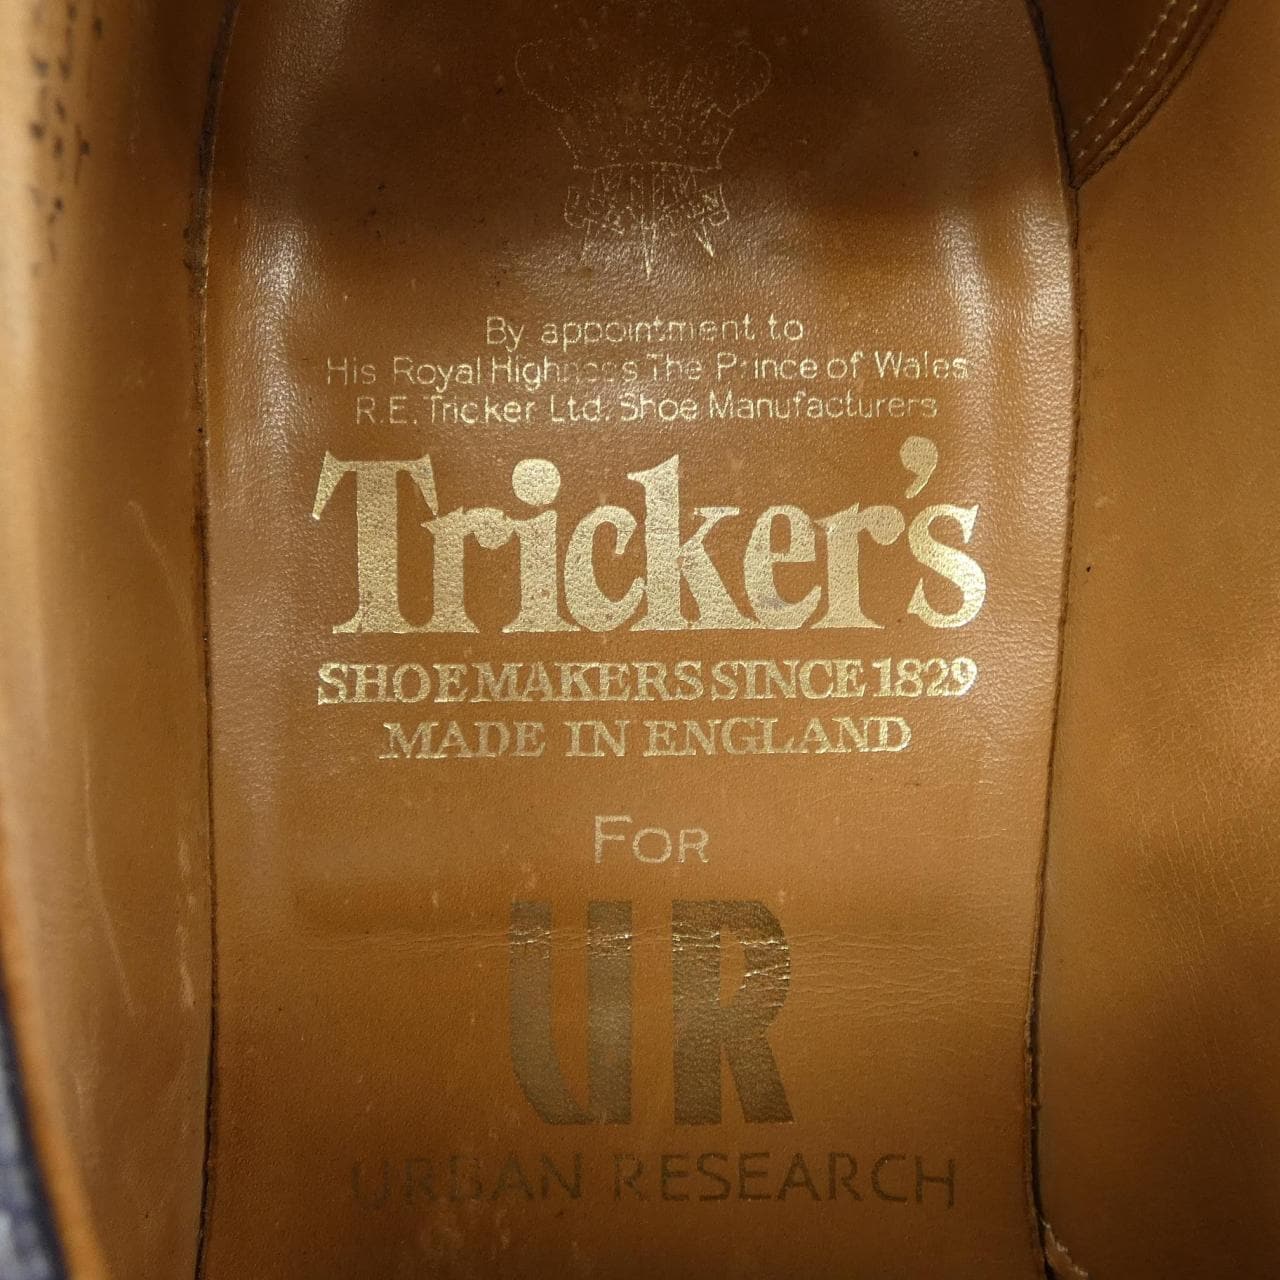 By appointment to
His Royal Highness The Prince of Wales
R.E. Tricker Ltd. Shoe Manufacturers
Tricker's
SHOEMAKERS SINCE 1829
MADE IN ENGLAND
FOR
UR
URBAN RESEARCH